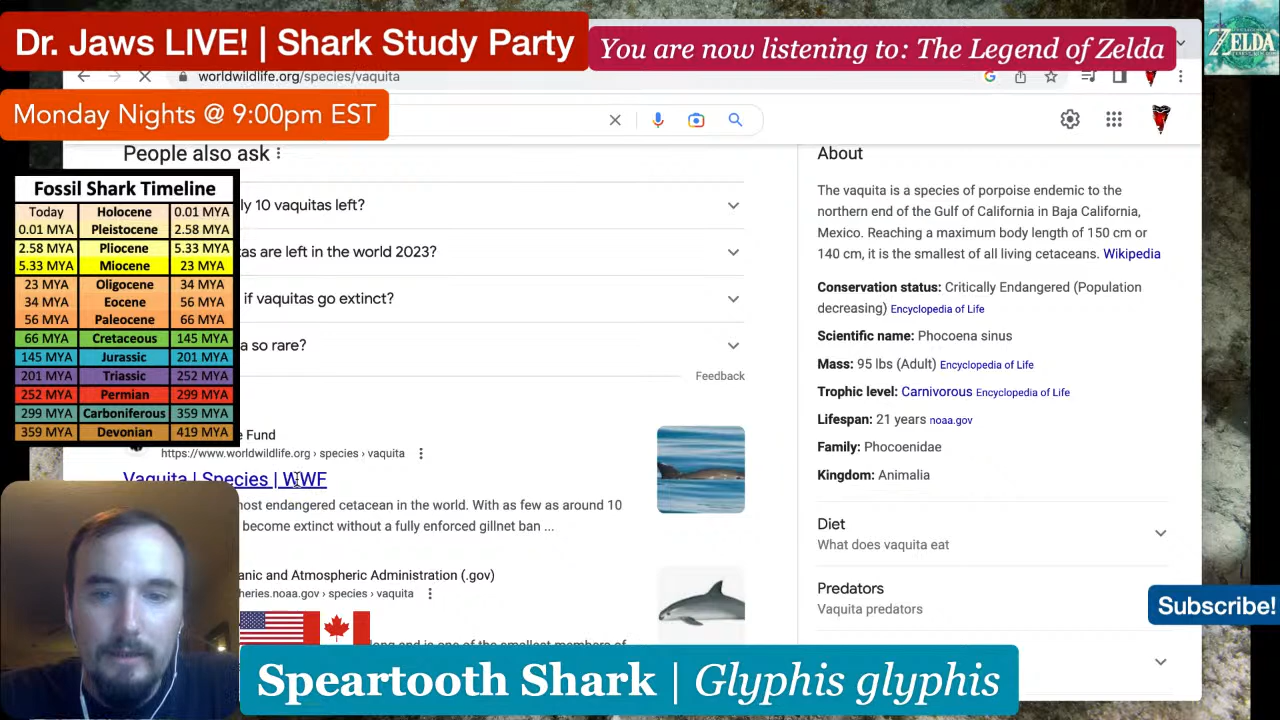 Dr. Jaws LIVE! | Shark Study Party
You are now listening to: The Legend of Zelda
ZELDA
worldwildlife.org/species/vaquita
Monday Nights @ 9:00pm EST
People also ask
ly 10 vaquitas left?
tas are left in the world 2023?
if vaquitas go extinct?
a so rare?
Feedback
Fossil Shark Timeline
Today Holocene 0.01 MYA
0.01 MYA Pleistocene 2.58 MYA
2.58 MYA Pliocene 5.33 MYA
5.33 MYA Miocene 23 MYA
23 MYA Oligocene 34 MYA
34 MYA Eocene 56 MYA
56 MYA Paleocene 66 MYA
66 MYA Cretaceous 145 MYA
145 MYA Jurassic 201 MYA
201 MYA Triassic 252 MYA
252 MYA Permian 299 MYA
299 MYA Carboniferous 359 MYA
359 MYA Devonian 419 MYA
e Fund
https://www.worldwildlife.org › species › vaquita
Vaquita | Species | WWF
ost endangered cetacean in the world. With as few as around 10
become extinct without a fully enforced gillnet ban ...
anic and Atmospheric Administration (.gov)
heries.noaa.gov › species › vaquita
and is one of the smallest members of
About
The vaquita is a species of porpoise endemic to the
northern end of the Gulf of California in Baja California,
Mexico. Reaching a maximum body length of 150 cm or
140 cm, it is the smallest of all living cetaceans. Wikipedia
Conservation status: Critically Endangered (Population
decreasing) Encyclopedia of Life
Scientific name: Phocoena sinus
Mass: 95 lbs (Adult) Encyclopedia of Life
Trophic level: Carnivorous Encyclopedia of Life
Lifespan: 21 years noaa.gov
Family: Phocoenidae
Kingdom: Animalia
Diet
What does vaquita eat
Predators
Vaquita predators
Subscribe!
Speartooth Shark | Glyphis glyphis